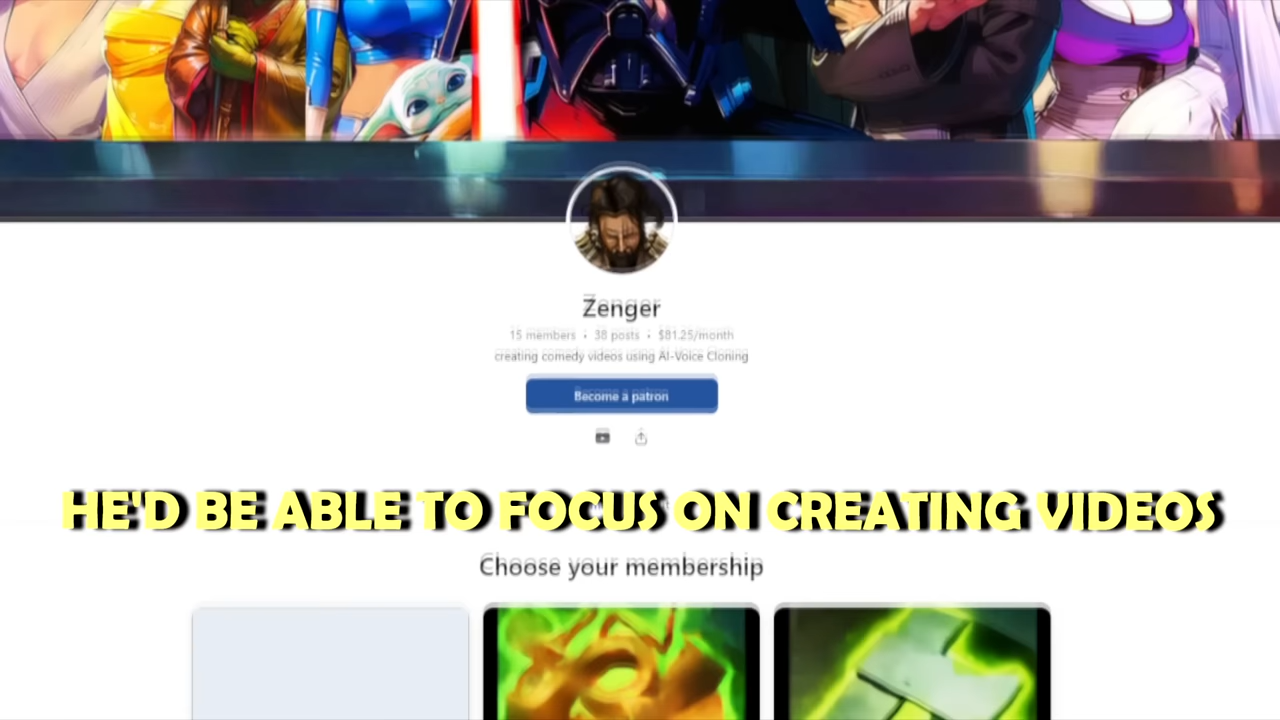 Zenger
15 members • 38 posts • $81.25/month
creating comedy videos using AI-Voice Cloning
Become a patron
HE'D BE ABLE TO FOCUS ON CREATING VIDEOS
Choose your membership